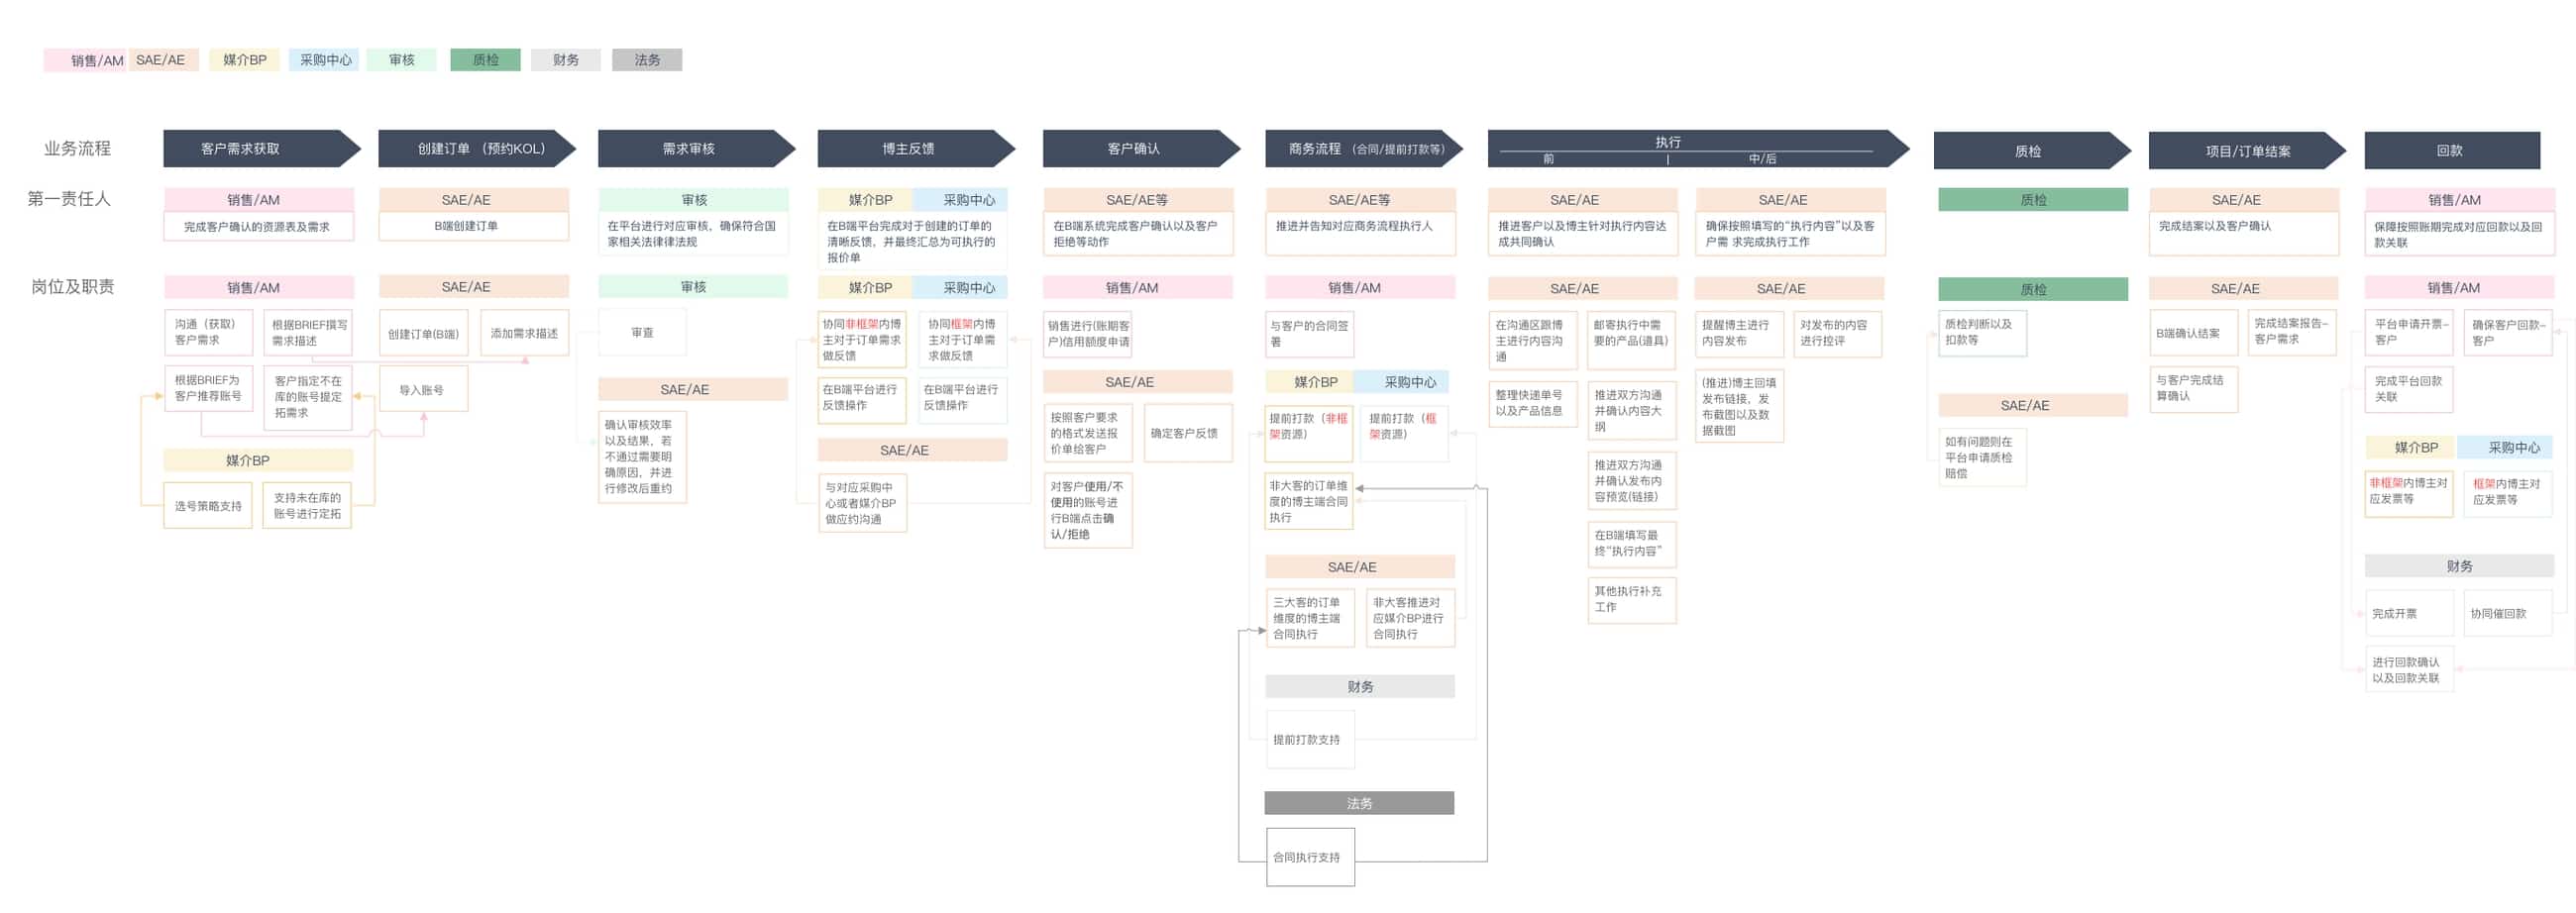 销售/AM
SAE/AE
媒介BP
采购中心
审核
质检
财务
法务
业务流程
客户需求获取
创建订单 （预约KOL）
需求审核
博主反馈
客户确认
商务流程 （合同/提前打款等）
执行
前 | 中/后
质检
项目/订单结案
回款
第一责任人
销售/AM
完成客户确认的资源表及需求
SAE/AE
B端创建订单
审核
在平台进行对应审核，确保符合国
家相关法律律法规
媒介BP
采购中心
在B端平台完成对于创建的订单的
清晰反馈，并最终汇总为可执行的
报价单
SAE/AE等
在B端系统完成客户确认以及客户
拒绝等动作
SAE/AE等
推进并告知对应商务流程执行人
SAE/AE
推进客户以及博主针对执行内容达
成共同确认
SAE/AE
确保按照填写的“执行内容”以及客
户需 求完成执行工作
质检
SAE/AE
完成结案以及客户确认
销售/AM
保障按照账期完成对应回款以及回
款关联
岗位及职责
销售/AM
沟通（获取）
客户需求
根据BRIEF撰写
需求描述
根据BRIEF为
客户推荐账号
客户指定不在
库的账号提定
拓需求
媒介BP
选号策略支持
支持未在库的
账号进行定拓
SAE/AE
创建订单(B端)
添加需求描述
导入账号
审核
审查
SAE/AE
确认审核效率
以及结果，若
不通过需要明
确原因，并进
行修改后重约
媒介BP
采购中心
协同非框架内博
主对于订单需求
做反馈
协同框架内博
主对于订单需
求做反馈
在B端平台进行
反馈操作
在B端平台进行
反馈操作
SAE/AE
与对应采购中
心或者媒介BP
做应约沟通
销售/AM
销售进行(账期客
户)信用额度申请
SAE/AE
按照客户要求
的格式发送报
价单给客户
确定客户反馈
对客户使用/不
使用的账号进
行B端点击确
认/拒绝
销售/AM
与客户的合同签
署
媒介BP
采购中心
提前打款（非框
架资源）
提前打款（框
架资源）
非大客的订单维
度的博主端合同
执行
SAE/AE
三大客的订单
维度的博主端
合同执行
非大客推进对
应媒介BP进行
合同执行
财务
提前打款支持
法务
合同执行支持
SAE/AE
在沟通区跟博
主进行内容沟
通
邮寄执行中需
要的产品(道具)
整理快递单号
以及产品信息
推进双方沟通
并确认内容大
纲
推进双方沟通
并确认发布内
容预览(链接)
在B端填写最
终“执行内容”
其他执行补充
工作
SAE/AE
提醒博主进行
内容发布
对发布的内容
进行控评
(推进)博主回填
发布链接，发
布截图以及数
据截图
质检
质检判断以及
扣款等
SAE/AE
如有问题则在
平台申请质检
赔偿
SAE/AE
B端确认结案
完成结案报告–
客户需求
与客户完成结
算确认
销售/AM
平台申请开票–
客户
确保客户回款–
客户
完成平台回款
关联
媒介BP
采购中心
非框架内博主对
应发票等
框架内博主对
应发票等
财务
完成开票
协同催回款
进行回款确认
以及回款关联